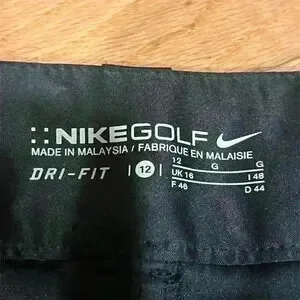 NIKEGOLF
MADE IN MALAYSIA / FABRIQUE EN MALAISIE
DRI-FIT | 12 |
12 G G
UK 16 I 48
F 46 D 44